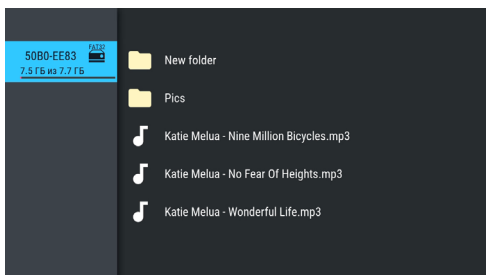 FAT32
50B0-EE83
7.5 ГБ из 7.7 ГБ
New folder
Pics
Katie Melua - Nine Million Bicycles.mp3
Katie Melua - No Fear Of Heights.mp3
Katie Melua - Wonderful Life.mp3